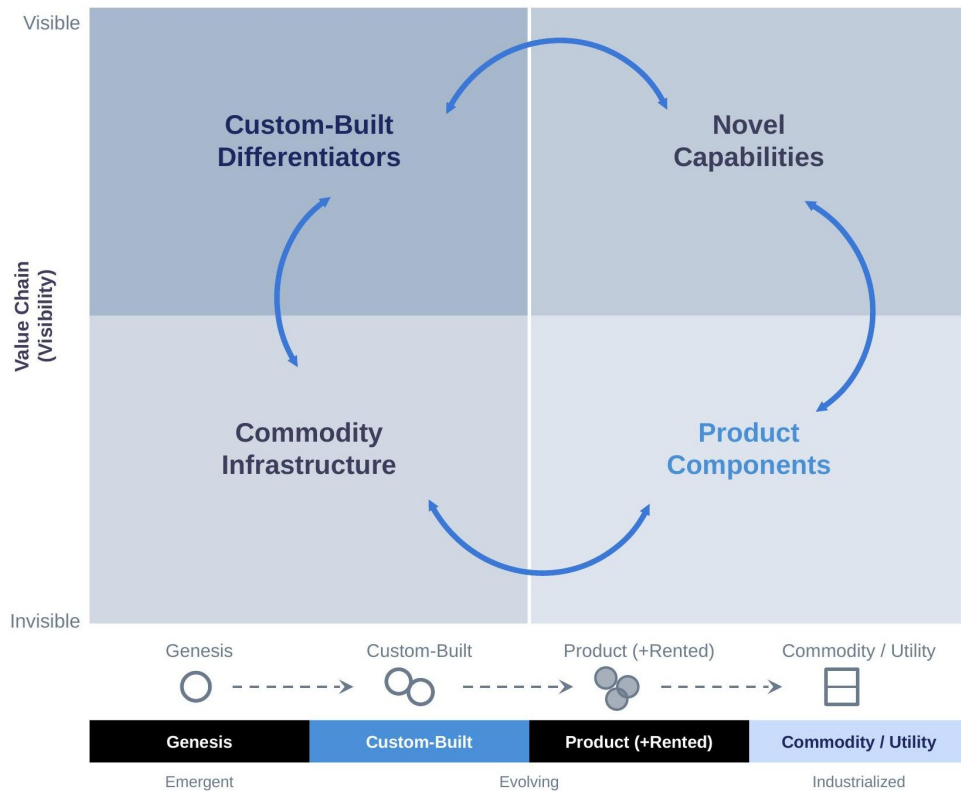 Visible
Custom-Built
Differentiators
Novel
Capabilities
Value Chain
(Visibility)
Commodity
Infrastructure
Product
Components
Invisible
Genesis
Custom-Built
Product (+Rented)
Commodity / Utility
Genesis
Custom-Built
Product (+Rented)
Commodity / Utility
Emergent
Evolving
Industrialized